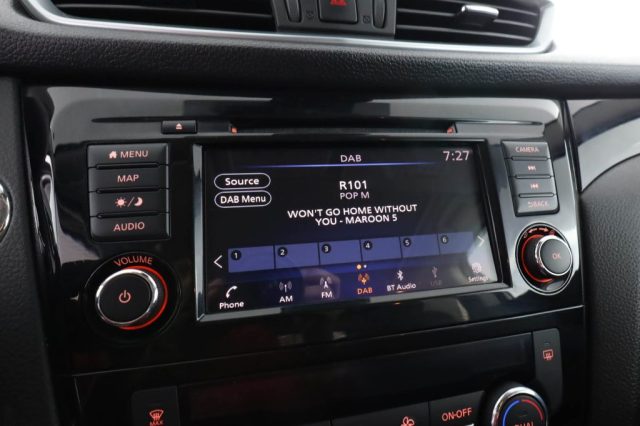 MENU
MAP
AUDIO
VOLUME
DAB
7:27
Source
DAB Menu
R101
POP M
WON'T GO HOME WITHOUT
YOU - MAROON 5
1 2 3 4 5 6
Phone AM FM DAB BT Audio USB Settings
CAMERA
BACK
OK
MAX
ON·OFF
DUAL